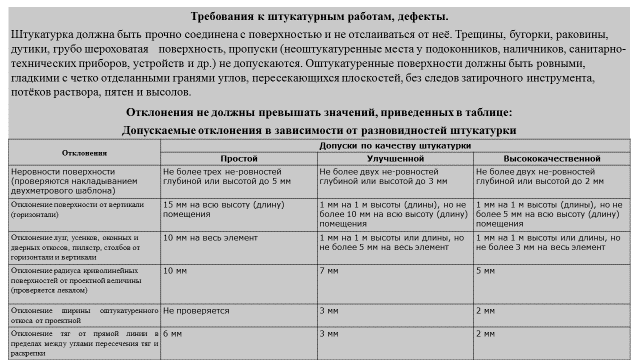 Требования к штукатурным работам, дефекты.
Штукатурка должна быть прочно соединена с поверхностью и не отслаиваться от неё. Трещины, бугорки, раковины,
дутики, грубо шероховатая поверхность, пропуски (неоштукатуренные места у подоконников, наличников, санитарно-
технических приборов, устройств и др.) не допускаются. Оштукатуренные поверхности должны быть ровными,
гладкими с четко отделанными гранями углов, пересекающихся плоскостей, без следов затирочного инструмента,
потёков раствора, пятен и высолов.
Отклонения не должны превышать значений, приведенных в таблице:
Допускаемые отклонения в зависимости от разновидностей штукатурки
Отклонения
Допуски по качеству штукатурки
Простой Улучшенной Высококачественной
Неровности поверхности
(проверяются накладыванием
двухметрового шаблона)
Не более трех не-ровностей
глубиной или высотой до 5 мм
Не более двух не-ровностей
глубиной или высотой до 3 мм
Не более двух не-ровностей
глубиной или высотой до 2 мм
Отклонение поверхности от вертикали
(горизонтали)
15 мм на всю высоту (длину)
помещения
1 мм на 1 м высоты (длины), но не
более 10 мм на всю высоту (длину)
помещения
1 мм на 1 м высоты (длины), но не
более 5 мм на всю высоту (длину)
помещения
Отклонение лузг, усенков, оконных и
дверных откосов, пилястр, столбов от
горизонтали и вертикали
10 мм на весь элемент
1 мм на 1 м высоты или длины, но
не более 5 мм на весь элемент
1 мм на 1 м высоты или длины, но
не более 3 мм на весь элемент
Отклонение радиуса криволинейных
поверхностей от проектной величины
(проверяется лекалом)
10 мм
7 мм
5 мм
Отклонение ширины оштукатуренного
откоса от проектной
Не проверяется
3 мм
2 мм
Отклонение тяг от прямой линии в
пределах между углами пересечения тяг и
раскрепки
6 мм
3 мм
2 мм